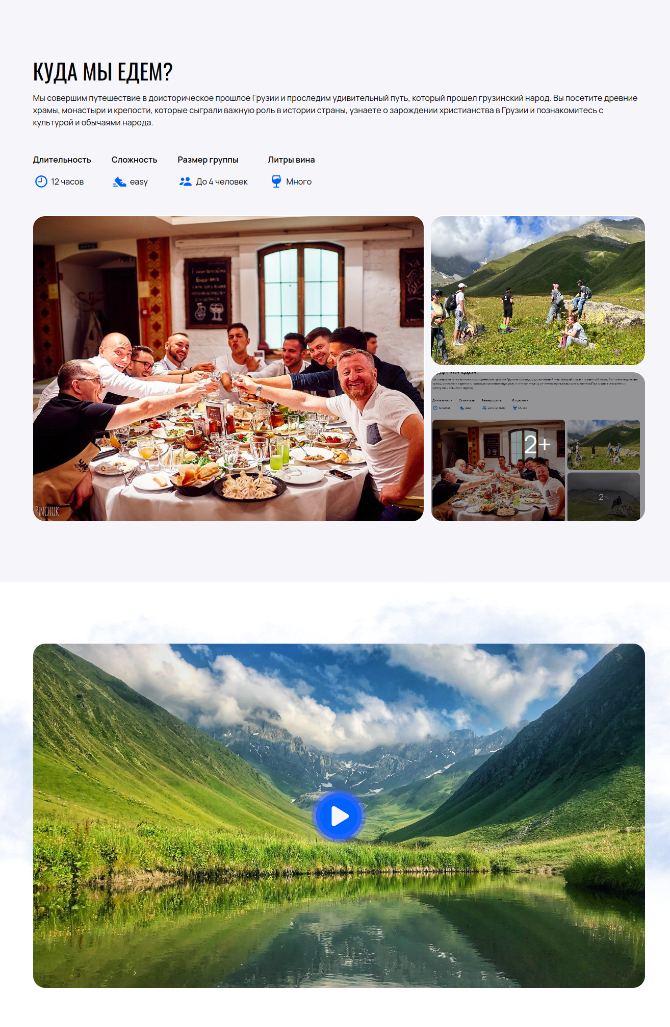 КУДА МЫ ЕДЕМ?
Мы совершим путешествие в доисторическое прошлое Грузии и проследим удивительный путь, который прошел грузинский народ. Вы посетите древние
храмы, монастыри и крепости, которые сыграли важную роль в истории страны, узнаете о зарождении христианства в Грузии и познакомитесь с
культурой и обычаями народа.
Длительность Сложность Размер группы Литры вина
12 часов easy До 4 человек Много
2+